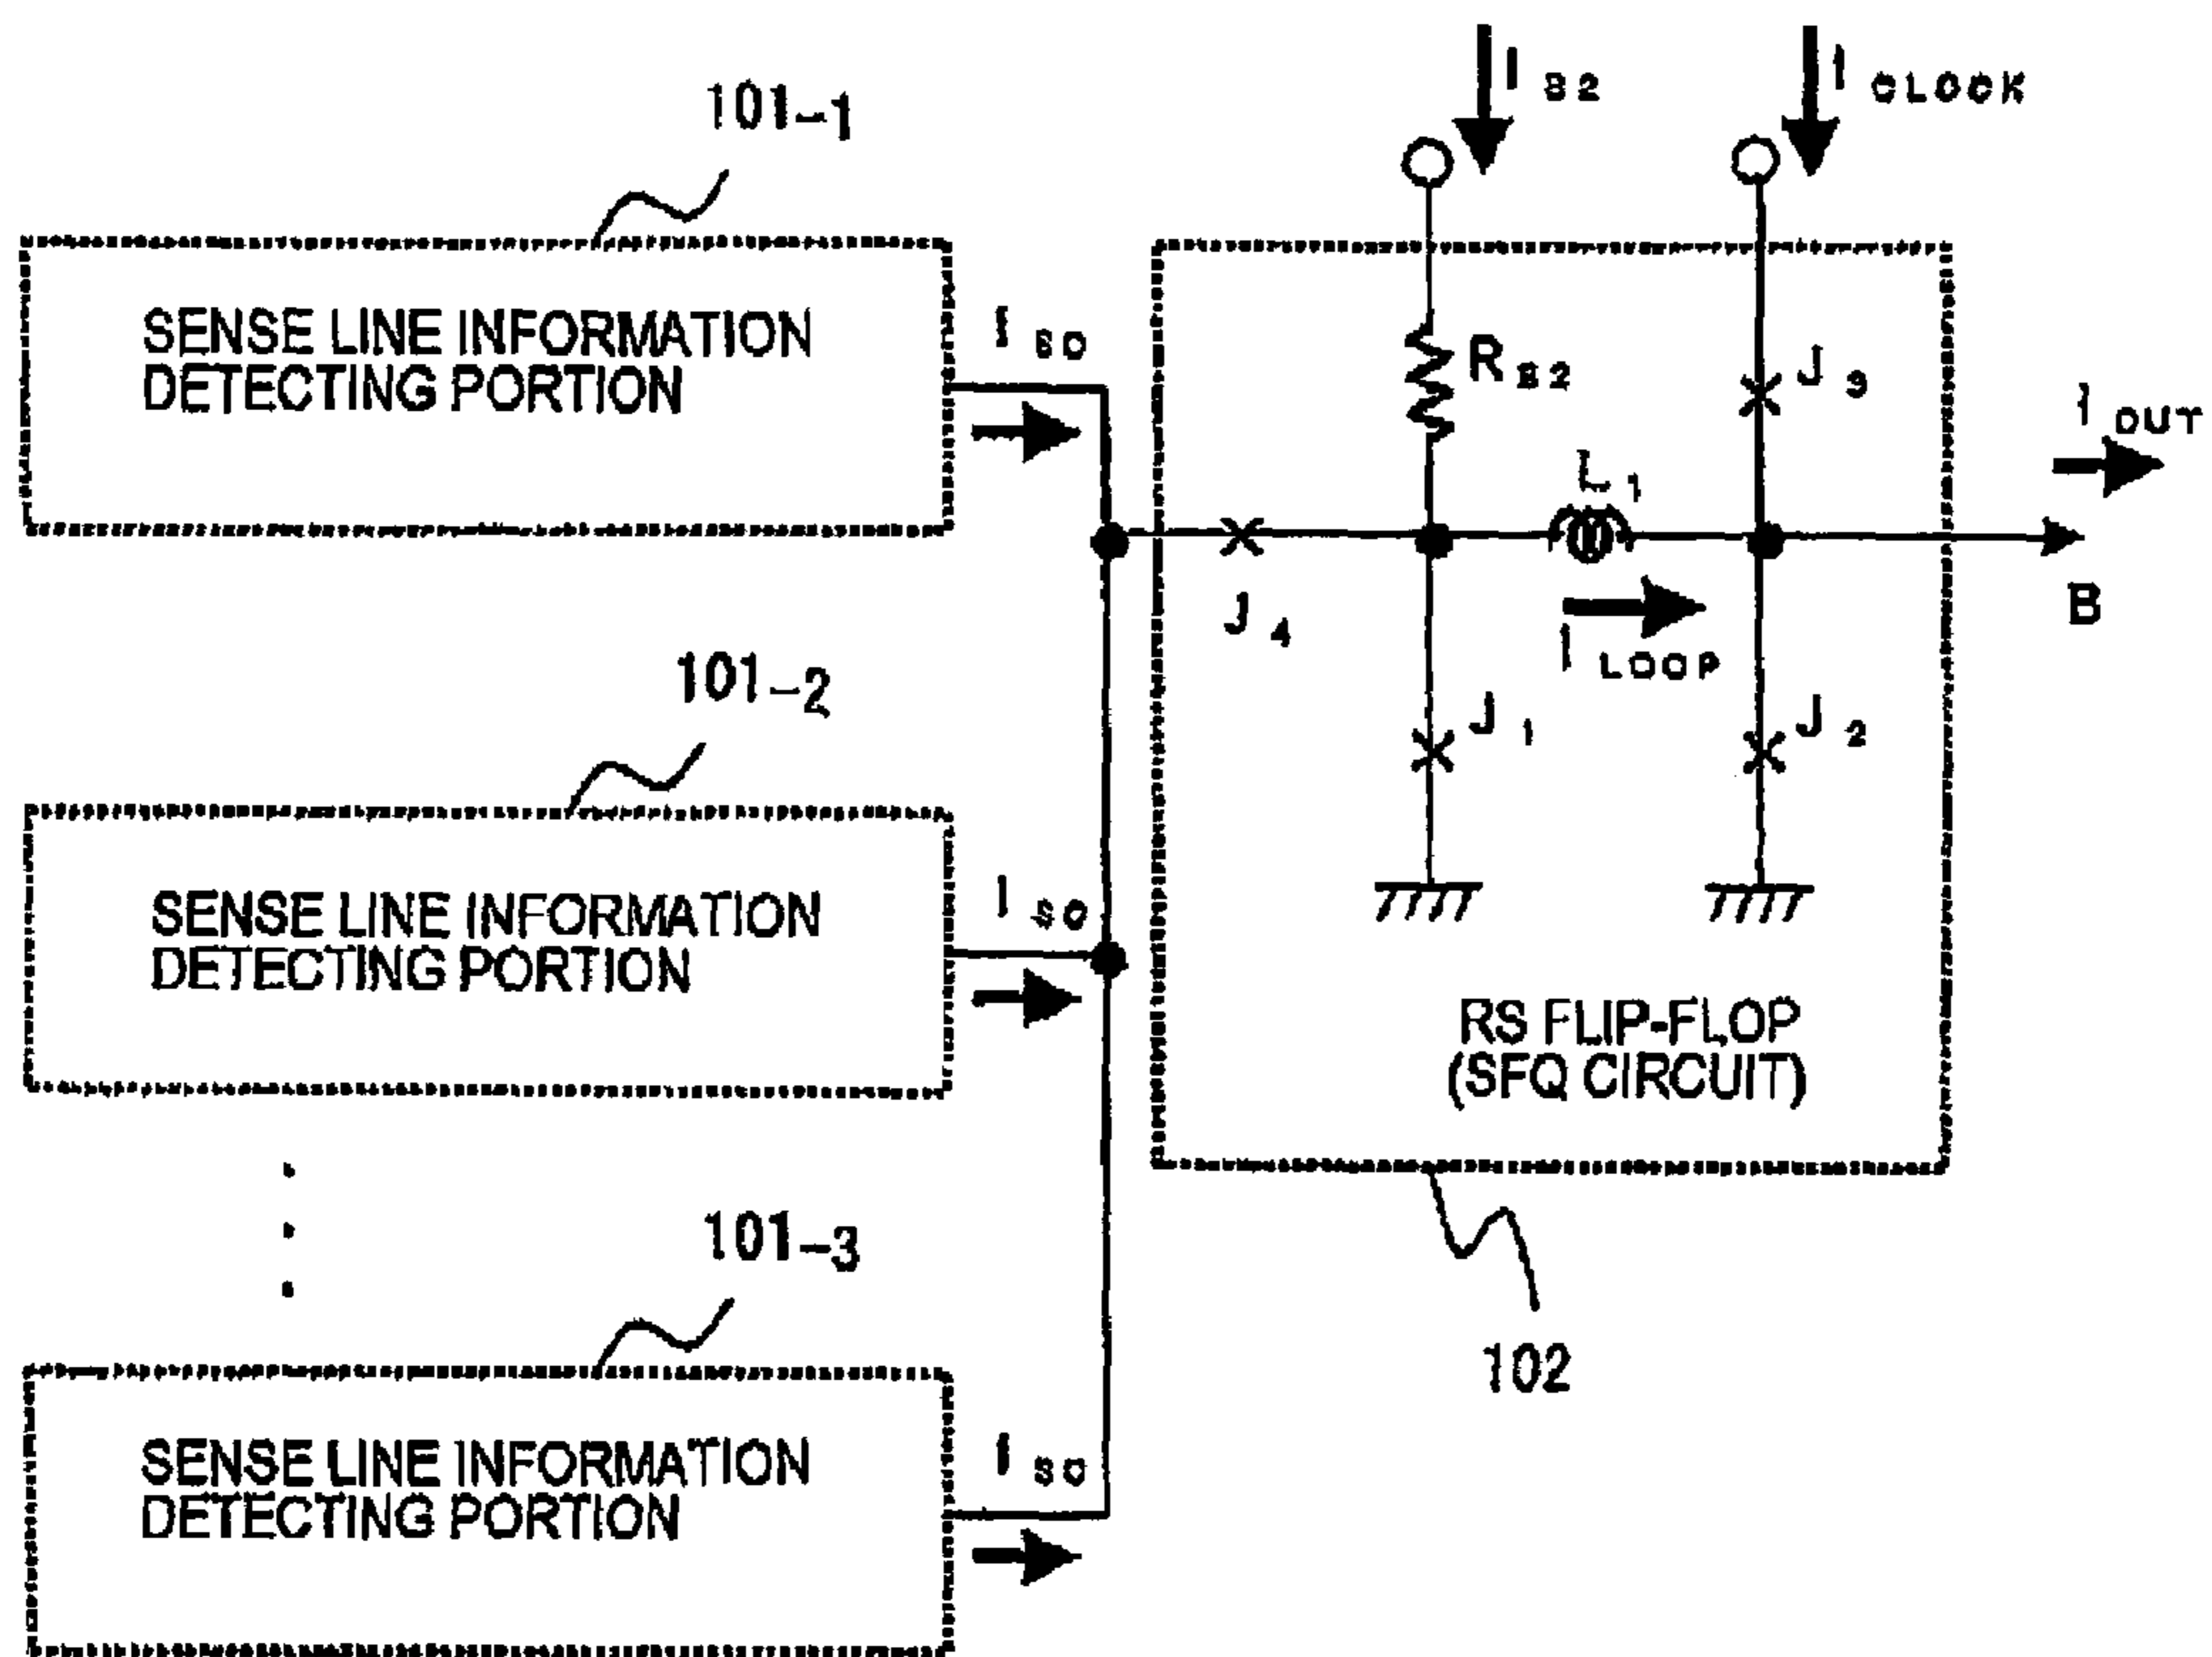 101-1
SENSE LINE INFORMATION
DETECTING PORTION
I SO
I B2
I CLOCK
R B2
J 3
I OUT
L 1
J 4
I LOOP
B
J 1
J 2
101-2
SENSE LINE INFORMATION
DETECTING PORTION
I SO
RS FLIP-FLOP
(SFQ CIRCUIT)
102
101-3
SENSE LINE INFORMATION
DETECTING PORTION
I SO